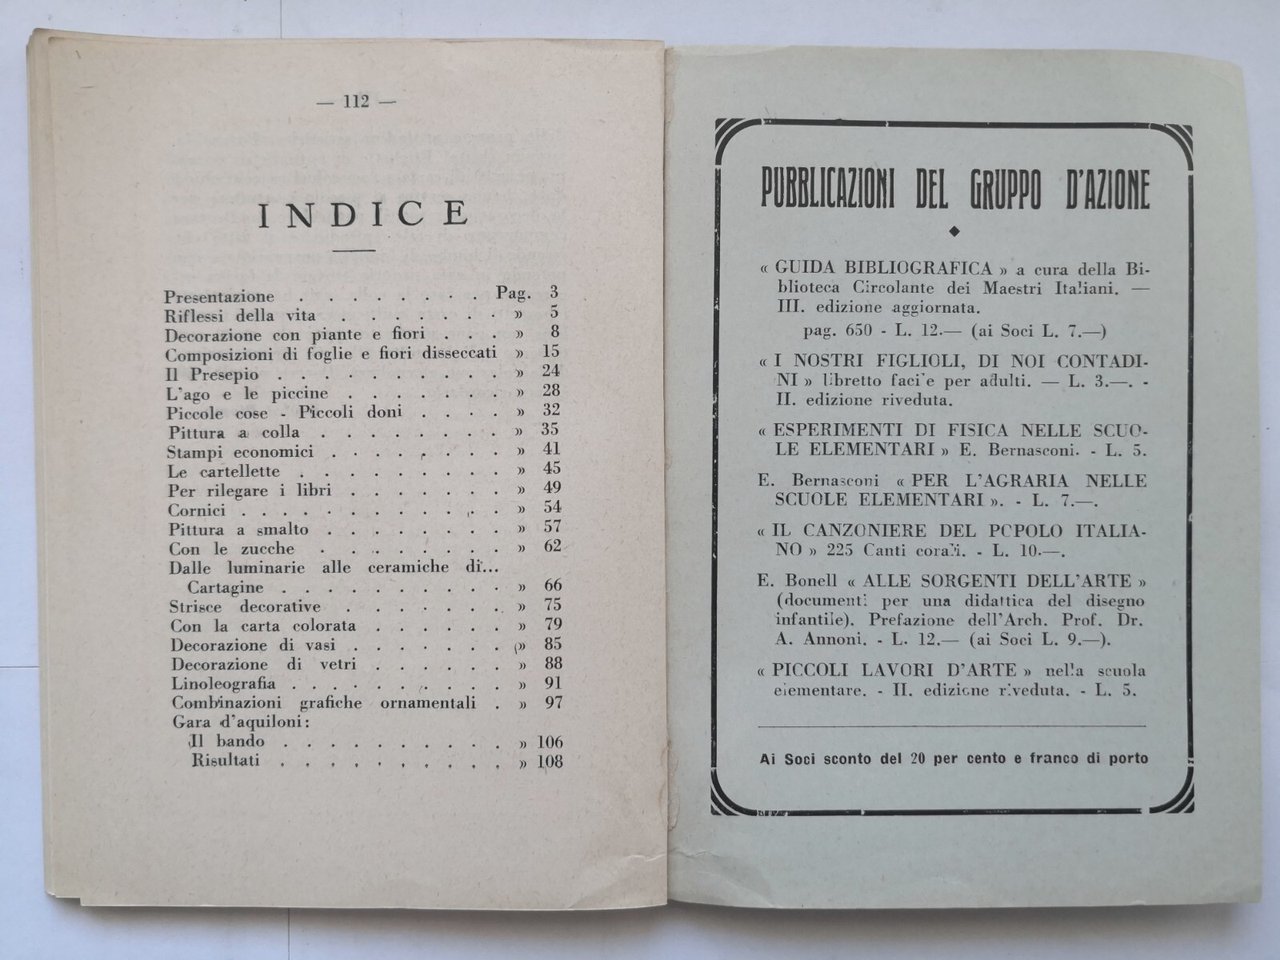 — 112 —
INDICE
Presentazione . . . . . . . . Pag. 3
Riflessi della vita . . . . . . . » 5
Decorazione con piante e fiori . . . » 8
Composizioni di foglie e fiori disseccati » 15
Il Presepio . . . . . . . . . . » 24
L'ago e le piccine . . . . . . . » 28
Piccole cose - Piccoli doni . . . . » 32
Pittura a colla . . . . . . . . » 35
Stampi economici . . . . . . . » 41
Le cartellette . . . . . . . . » 45
Per rilegare i libri . . . . . . . » 49
Cornici . . . . . . . . . . . » 54
Pittura a smalto . . . . . . . » 57
Con le zucche . . . . . . . . » 62
Dalle luminarie alle ceramiche di...
Cartagine . . . . . . . . . » 66
Strisce decorative . . . . . . . » 75
Con la carta colorata . . . . . . » 79
Decorazione di vasi . . . . . . . » 85
Decorazione di vetri . . . . . . » 88
Linoleografia . . . . . . . . . » 91
Combinazioni grafiche ornamentali . » 97
Gara d'aquiloni:
Il bando . . . . . . . . . » 106
Risultati . . . . . . . . . » 108
PUBBLICAZIONI DEL GRUPPO D'AZIONE
« GUIDA BIBLIOGRAFICA » a cura della Bi-
blioteca Circolante dei Maestri Italiani. —
III. edizione aggiornata.
pag. 650 - L. 12.— (ai Soci L. 7.—)
« I NOSTRI FIGLIOLI, DI NOI CONTADI-
NI » libretto facile per adulti. — L. 3.—. -
II. edizione riveduta.
« ESPERIMENTI DI FISICA NELLE SCUO-
LE ELEMENTARI » E. Bernasconi. - L. 5.
E. Bernasconi « PER L'AGRARIA NELLE
SCUOLE ELEMENTARI ». - L. 7.—.
« IL CANZONIERE DEL POPOLO ITALIA-
NO » 225 Canti corali. - L. 10.—.
E. Bonell « ALLE SORGENTI DELL'ARTE »
(documenti per una didattica del disegno
infantile). Prefazione dell'Arch. Prof. Dr.
A. Annoni. - L. 12.— (ai Soci L. 9.—).
« PICCOLI LAVORI D'ARTE » nella scuola
elementare. - II. edizione riveduta. - L. 5.
Ai Soci sconto del 20 per cento e franco di porto